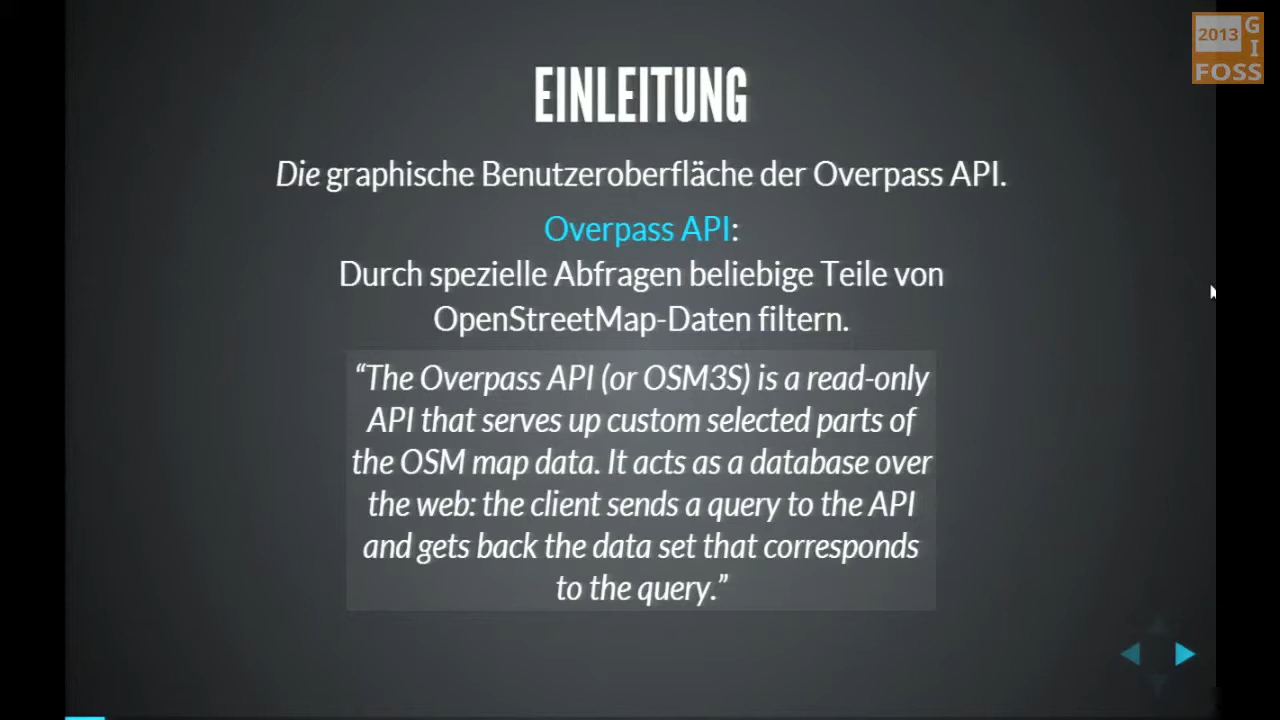 2013 G
I
FOSS
EINLEITUNG
Die graphische Benutzeroberfläche der Overpass API.
Overpass API:
Durch spezielle Abfragen beliebige Teile von
OpenStreetMap-Daten filtern.
“The Overpass API (or OSM3S) is a read-only
API that serves up custom selected parts of
the OSM map data. It acts as a database over
the web: the client sends a query to the API
and gets back the data set that corresponds
to the query.”